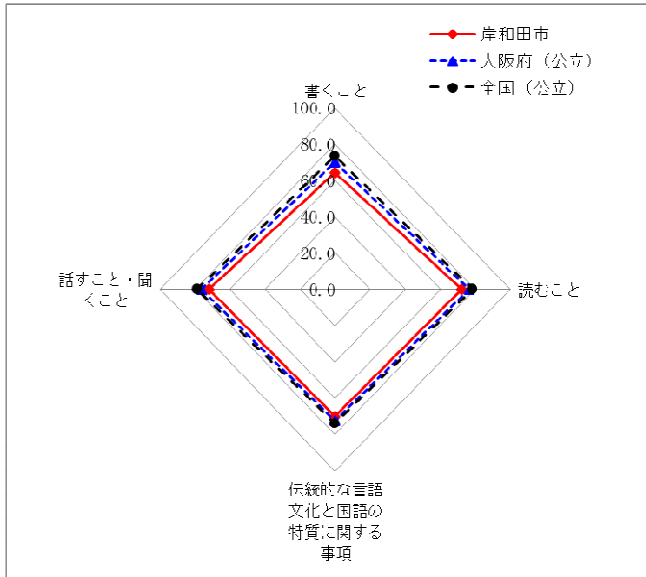 岸和田市
大阪府（公立）
全国（公立）
書くこと
100.0
80.0
60.0
40.0
20.0
0.0
話すこと・聞
くこと
読むこと
伝統的な言語
文化と国語の
特質に関する
事項